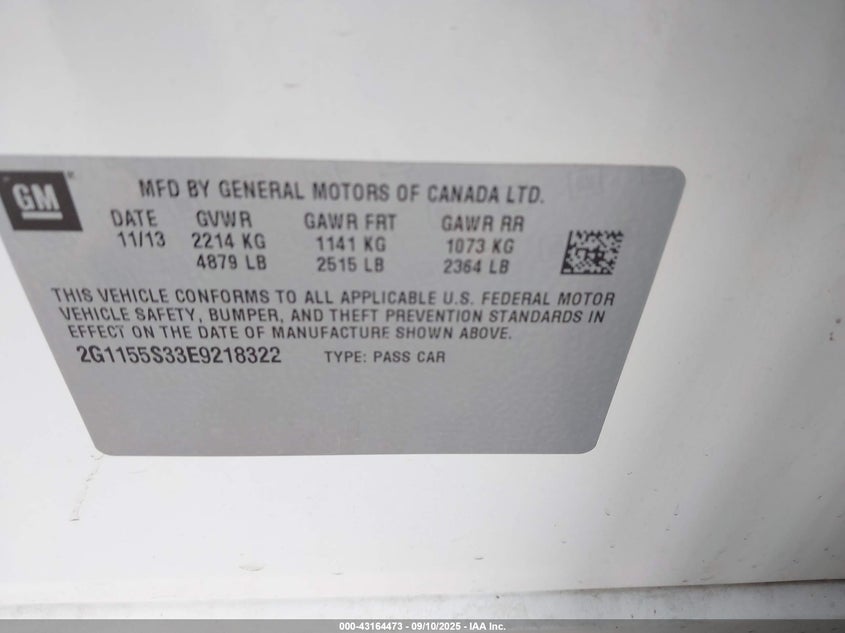 GM
MFD BY GENERAL MOTORS OF CANADA LTD.
DATE GVWR GAWR FRT GAWR RR
11/13 2214 KG 1141 KG 1073 KG
4879 LB 2515 LB 2364 LB
THIS VEHICLE CONFORMS TO ALL APPLICABLE U.S. FEDERAL MOTOR
VEHICLE SAFETY, BUMPER, AND THEFT PREVENTION STANDARDS IN
EFFECT ON THE DATE OF MANUFACTURE SHOWN ABOVE.
2G1155S33E9218322 TYPE: PASS CAR
000-43164473 - 09/10/2025 - IAA Inc.